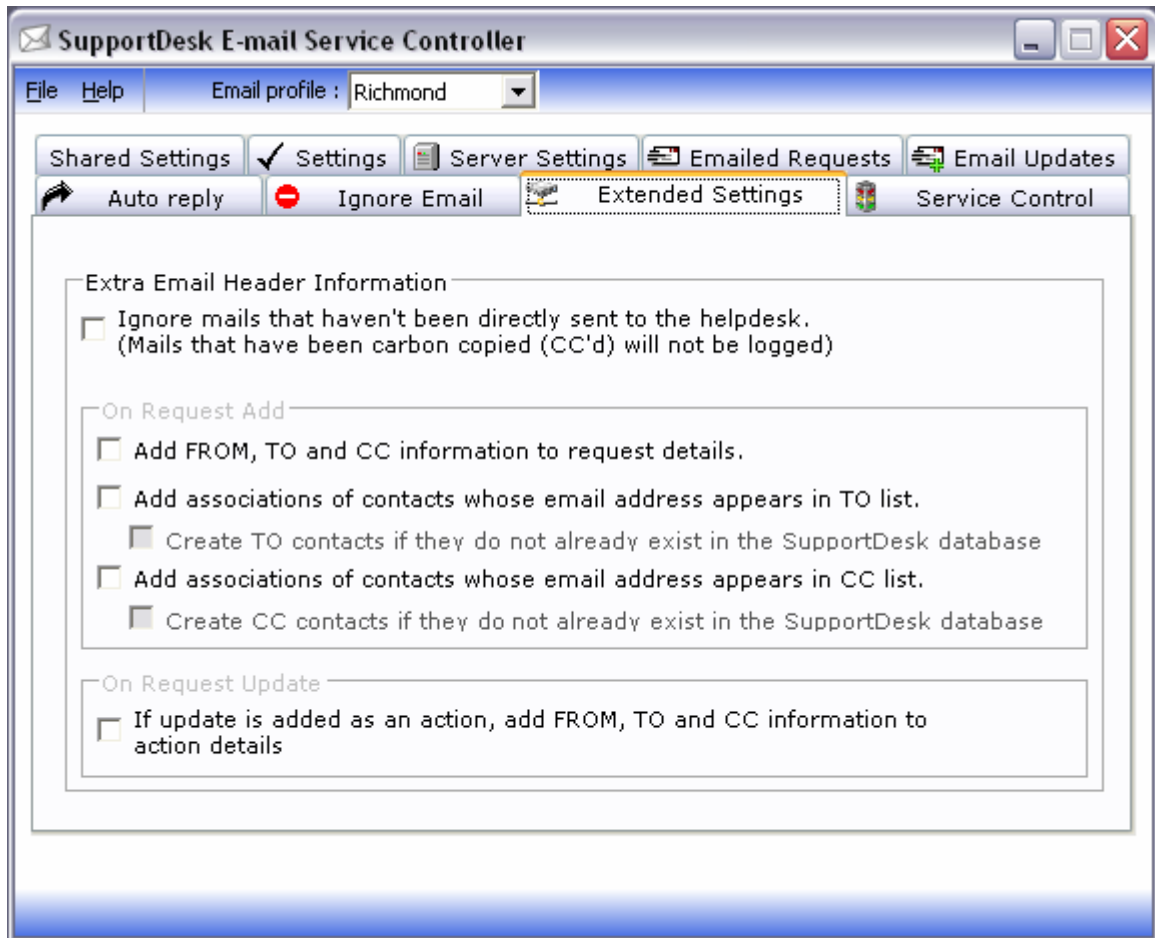 SupportDesk E-mail Service Controller
File Help Email profile : Richmond
Shared Settings Settings Server Settings Emailed Requests Email Updates
Auto reply Ignore Email Extended Settings Service Control
Extra Email Header Information
Ignore mails that haven't been directly sent to the helpdesk.
(Mails that have been carbon copied (CC'd) will not be logged)
On Request Add
Add FROM, TO and CC information to request details.
Add associations of contacts whose email address appears in TO list.
Create TO contacts if they do not already exist in the SupportDesk database
Add associations of contacts whose email address appears in CC list.
Create CC contacts if they do not already exist in the SupportDesk database
On Request Update
If update is added as an action, add FROM, TO and CC information to
action details